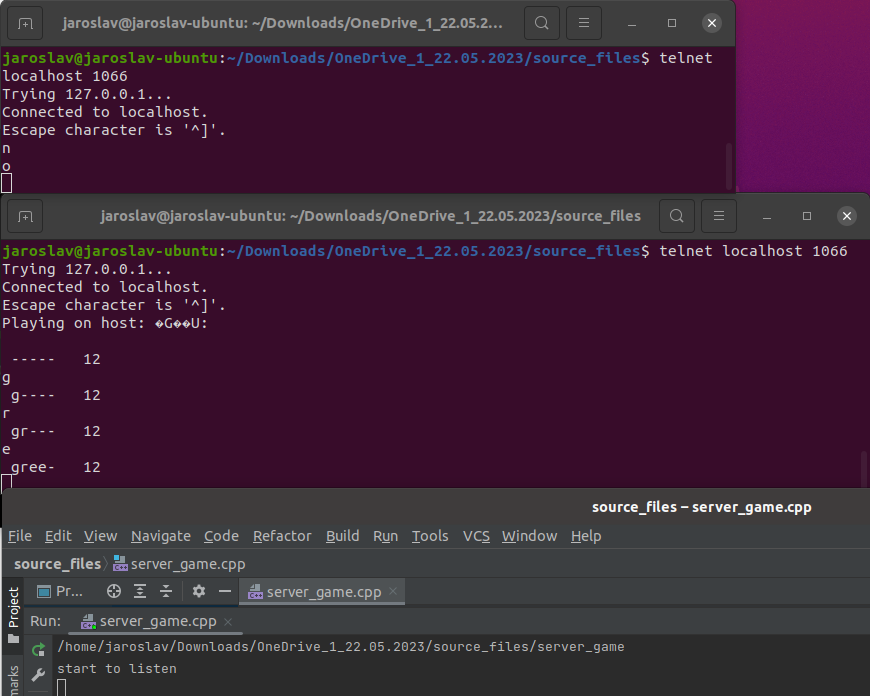 jaroslav@jaroslav-ubuntu: ~/Downloads/OneDrive_1_22.05.2...
jaroslav@jaroslav-ubuntu:~/Downloads/OneDrive_1_22.05.2023/source_files$ telnet
localhost 1066
Trying 127.0.0.1...
Connected to localhost.
Escape character is '^]'.
n
o
jaroslav@jaroslav-ubuntu: ~/Downloads/OneDrive_1_22.05.2023/source_files
jaroslav@jaroslav-ubuntu:~/Downloads/OneDrive_1_22.05.2023/source_files$ telnet localhost 1066
Trying 127.0.0.1...
Connected to localhost.
Escape character is '^]'.
Playing on host: �G��U:
-----   12
g
g----   12
r
gr---   12
e
gree-   12
source_files – server_game.cpp
File Edit View Navigate Code Refactor Build Run Tools VCS Window Help
source_files server_game.cpp
Project
Pr... server_game.cpp
Run: server_game.cpp
/home/jaroslav/Downloads/OneDrive_1_22.05.2023/source_files/server_game
start to listen